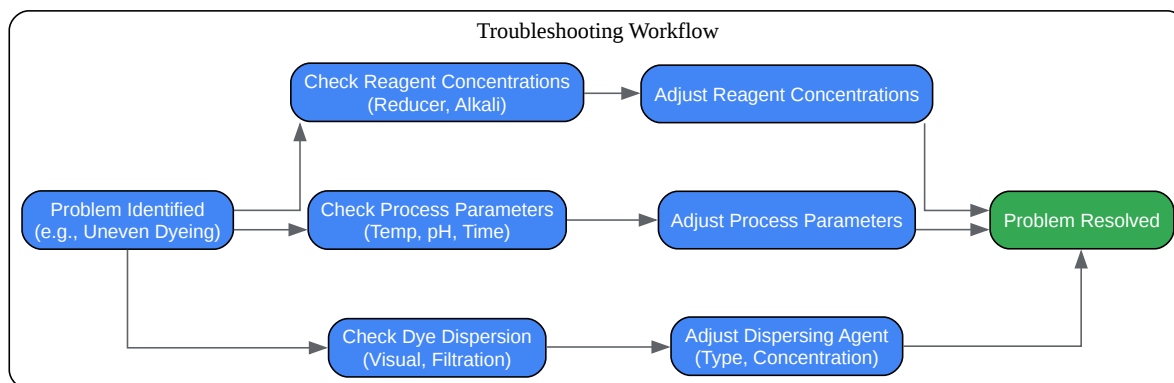 Troubleshooting Workflow
Check Reagent Concentrations
(Reducer, Alkali)
Adjust Reagent Concentrations
Problem Identified
(e.g., Uneven Dyeing)
Check Process Parameters
(Temp, pH, Time)
Adjust Process Parameters
Problem Resolved
Check Dye Dispersion
(Visual, Filtration)
Adjust Dispersing Agent
(Type, Concentration)